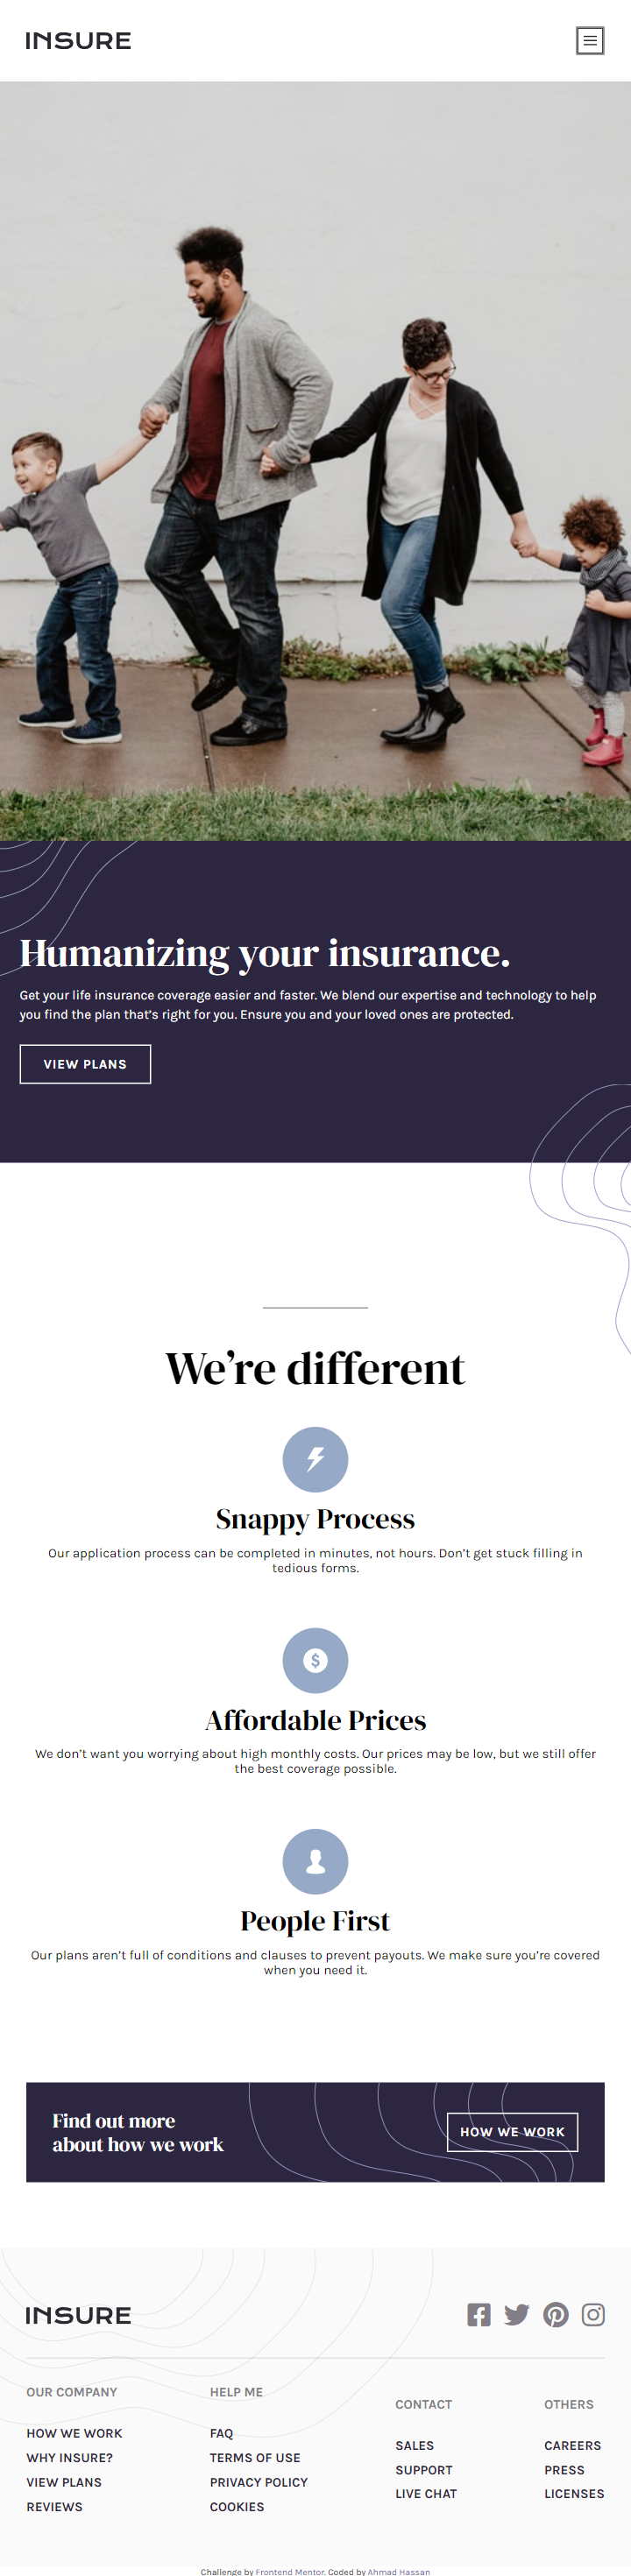 INSURE
Humanizing your insurance.
Get your life insurance coverage easier and faster. We blend our expertise and technology to help
you find the plan that’s right for you. Ensure you and your loved ones are protected.
VIEW PLANS
We’re different
Snappy Process
Our application process can be completed in minutes, not hours. Don’t get stuck filling in
tedious forms.
Affordable Prices
We don’t want you worrying about high monthly costs. Our prices may be low, but we still offer
the best coverage possible.
People First
Our plans aren’t full of conditions and clauses to prevent payouts. We make sure you’re covered
when you need it.
Find out more
about how we work
HOW WE WORK
INSURE
OUR COMPANY
HOW WE WORK
WHY INSURE?
VIEW PLANS
REVIEWS
HELP ME
FAQ
TERMS OF USE
PRIVACY POLICY
COOKIES
CONTACT
SALES
SUPPORT
LIVE CHAT
OTHERS
CAREERS
PRESS
LICENSES
Challenge by Frontend Mentor. Coded by Ahmad Hassan